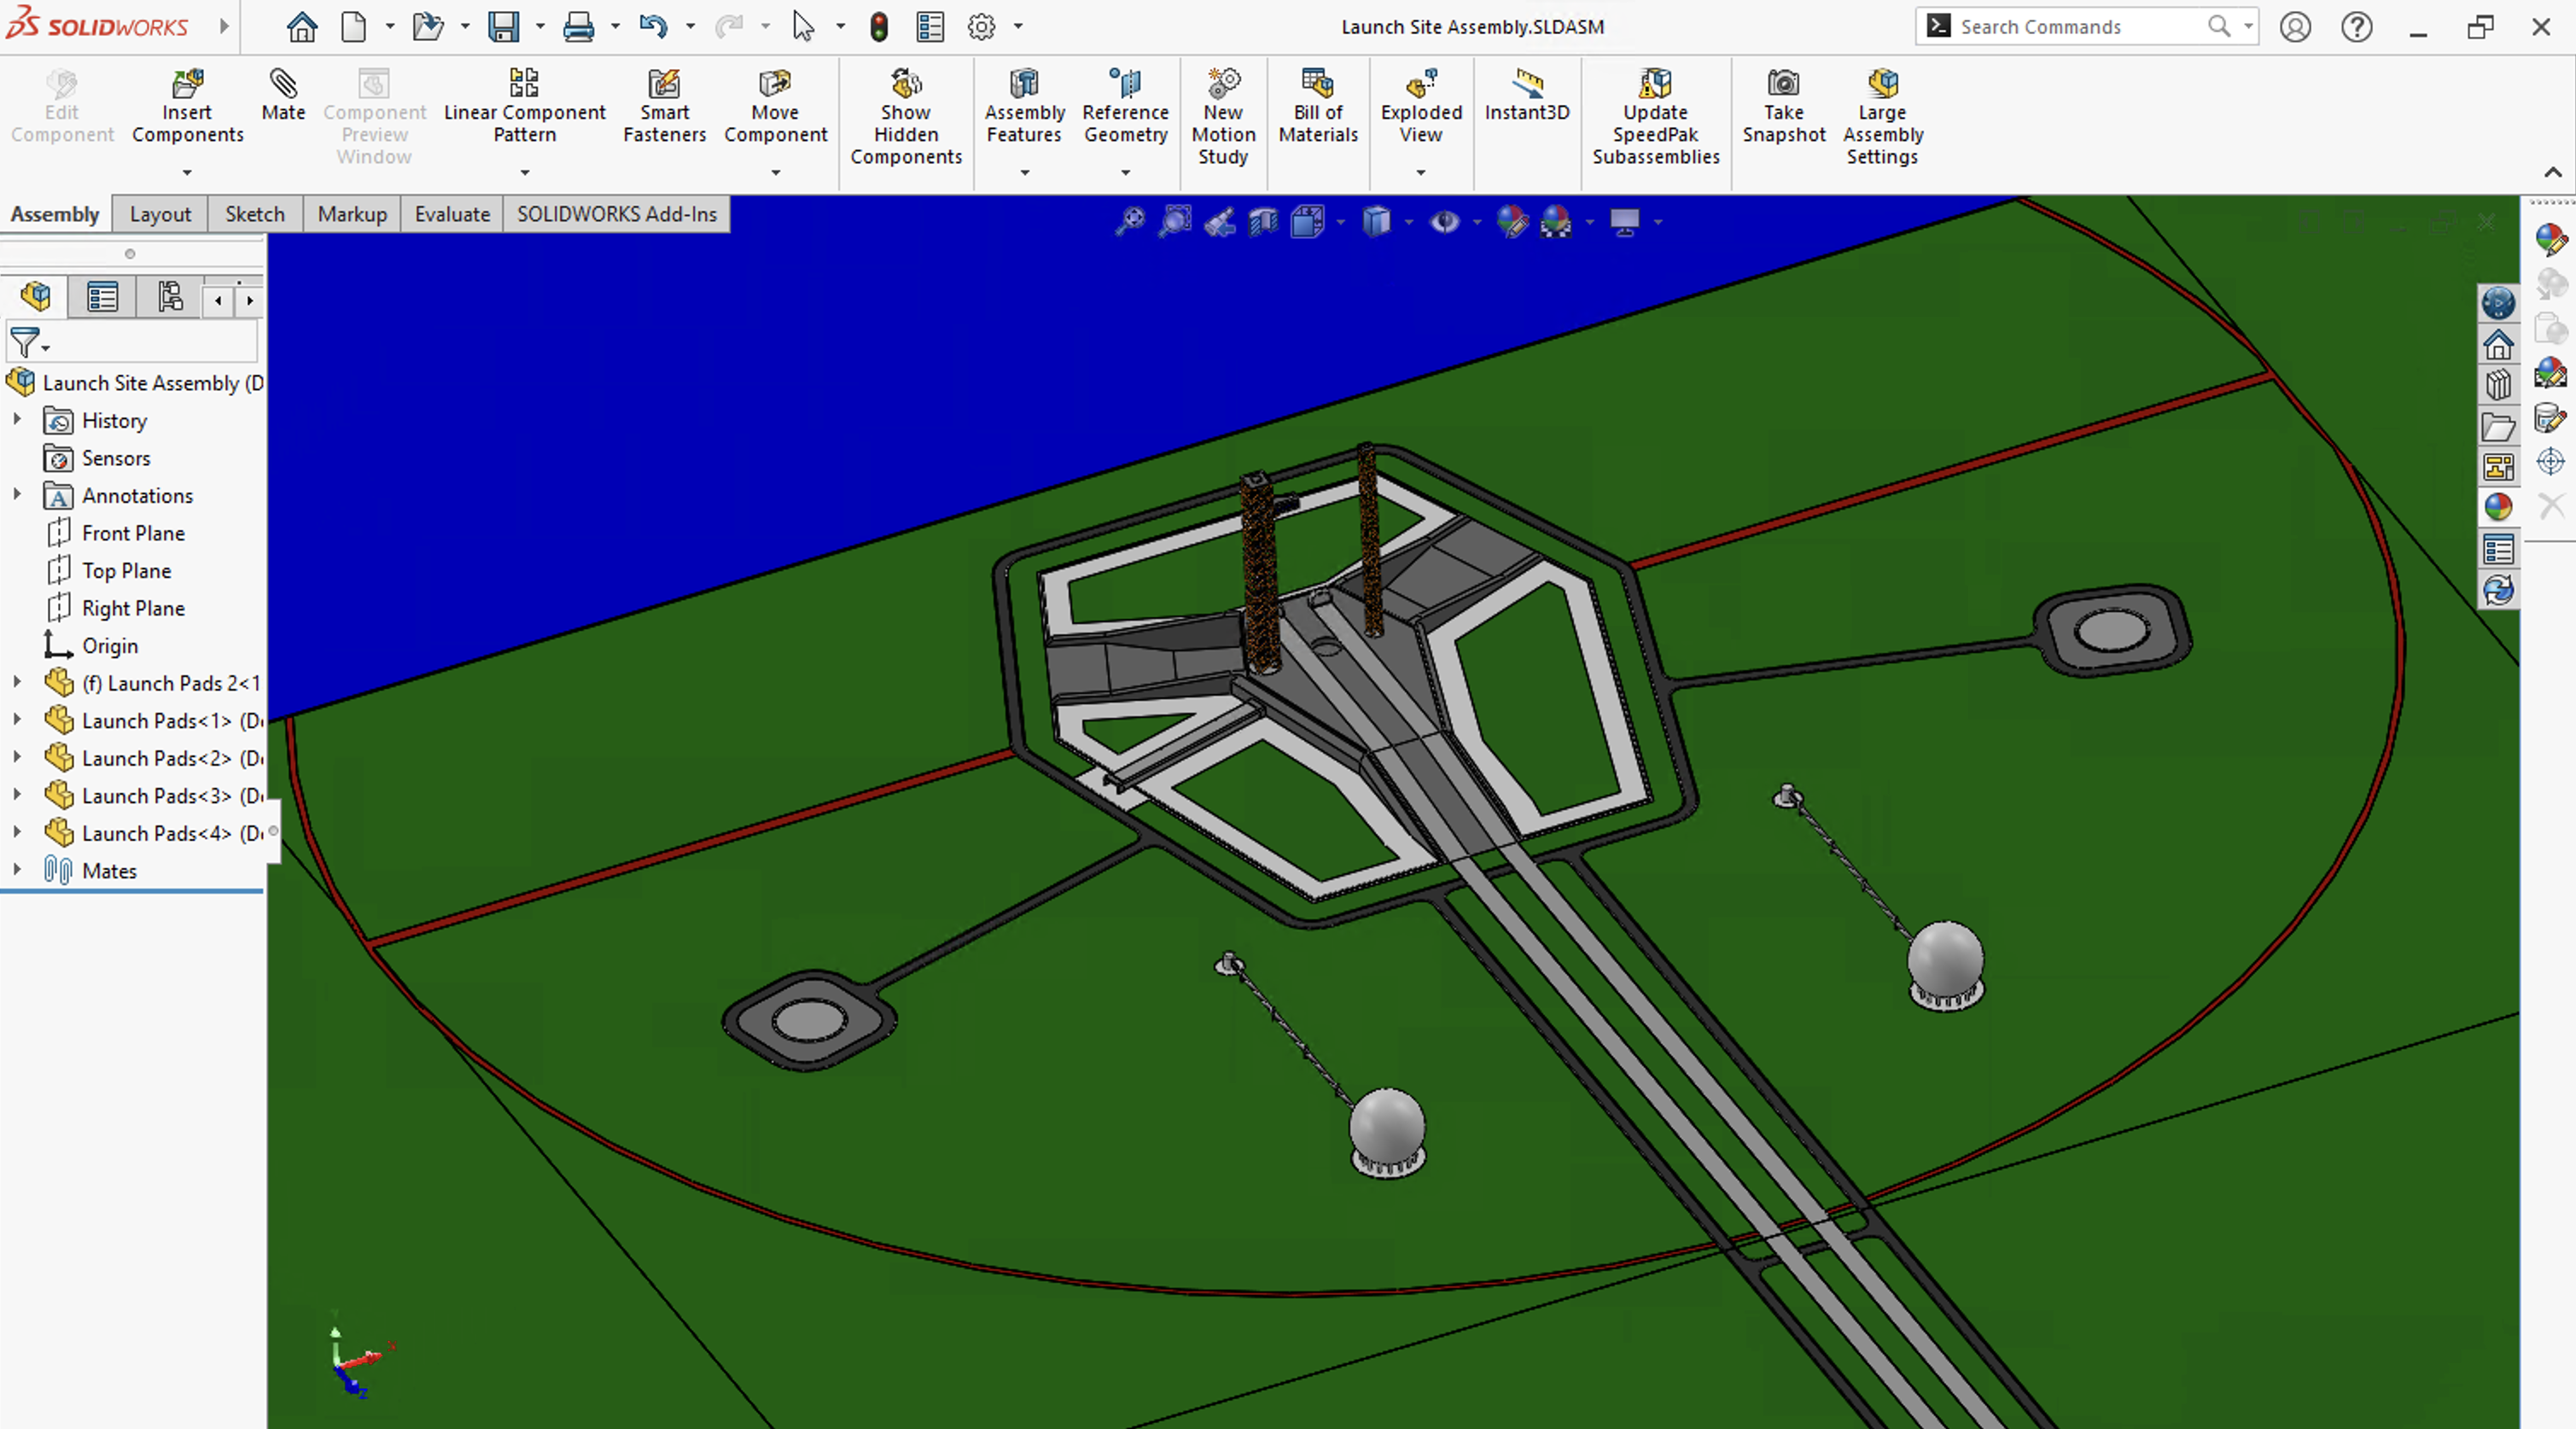 SOLIDWORKS
Launch Site Assembly.SLDASM
Search Commands
Edit Component
Insert Components
Mate
Component Preview Window
Linear Component Pattern
Smart Fasteners
Move Component
Show Hidden Components
Assembly Features
Reference Geometry
New Motion Study
Bill of Materials
Exploded View
Instant3D
Update SpeedPak Subassemblies
Take Snapshot
Large Assembly Settings
Assembly
Layout
Sketch
Markup
Evaluate
SOLIDWORKS Add-Ins
Launch Site Assembly (D
History
Sensors
Annotations
Front Plane
Top Plane
Right Plane
Origin
(f) Launch Pads 2<1
Launch Pads<1> (D
Launch Pads<2> (D
Launch Pads<3> (D
Launch Pads<4> (D
Mates
Z